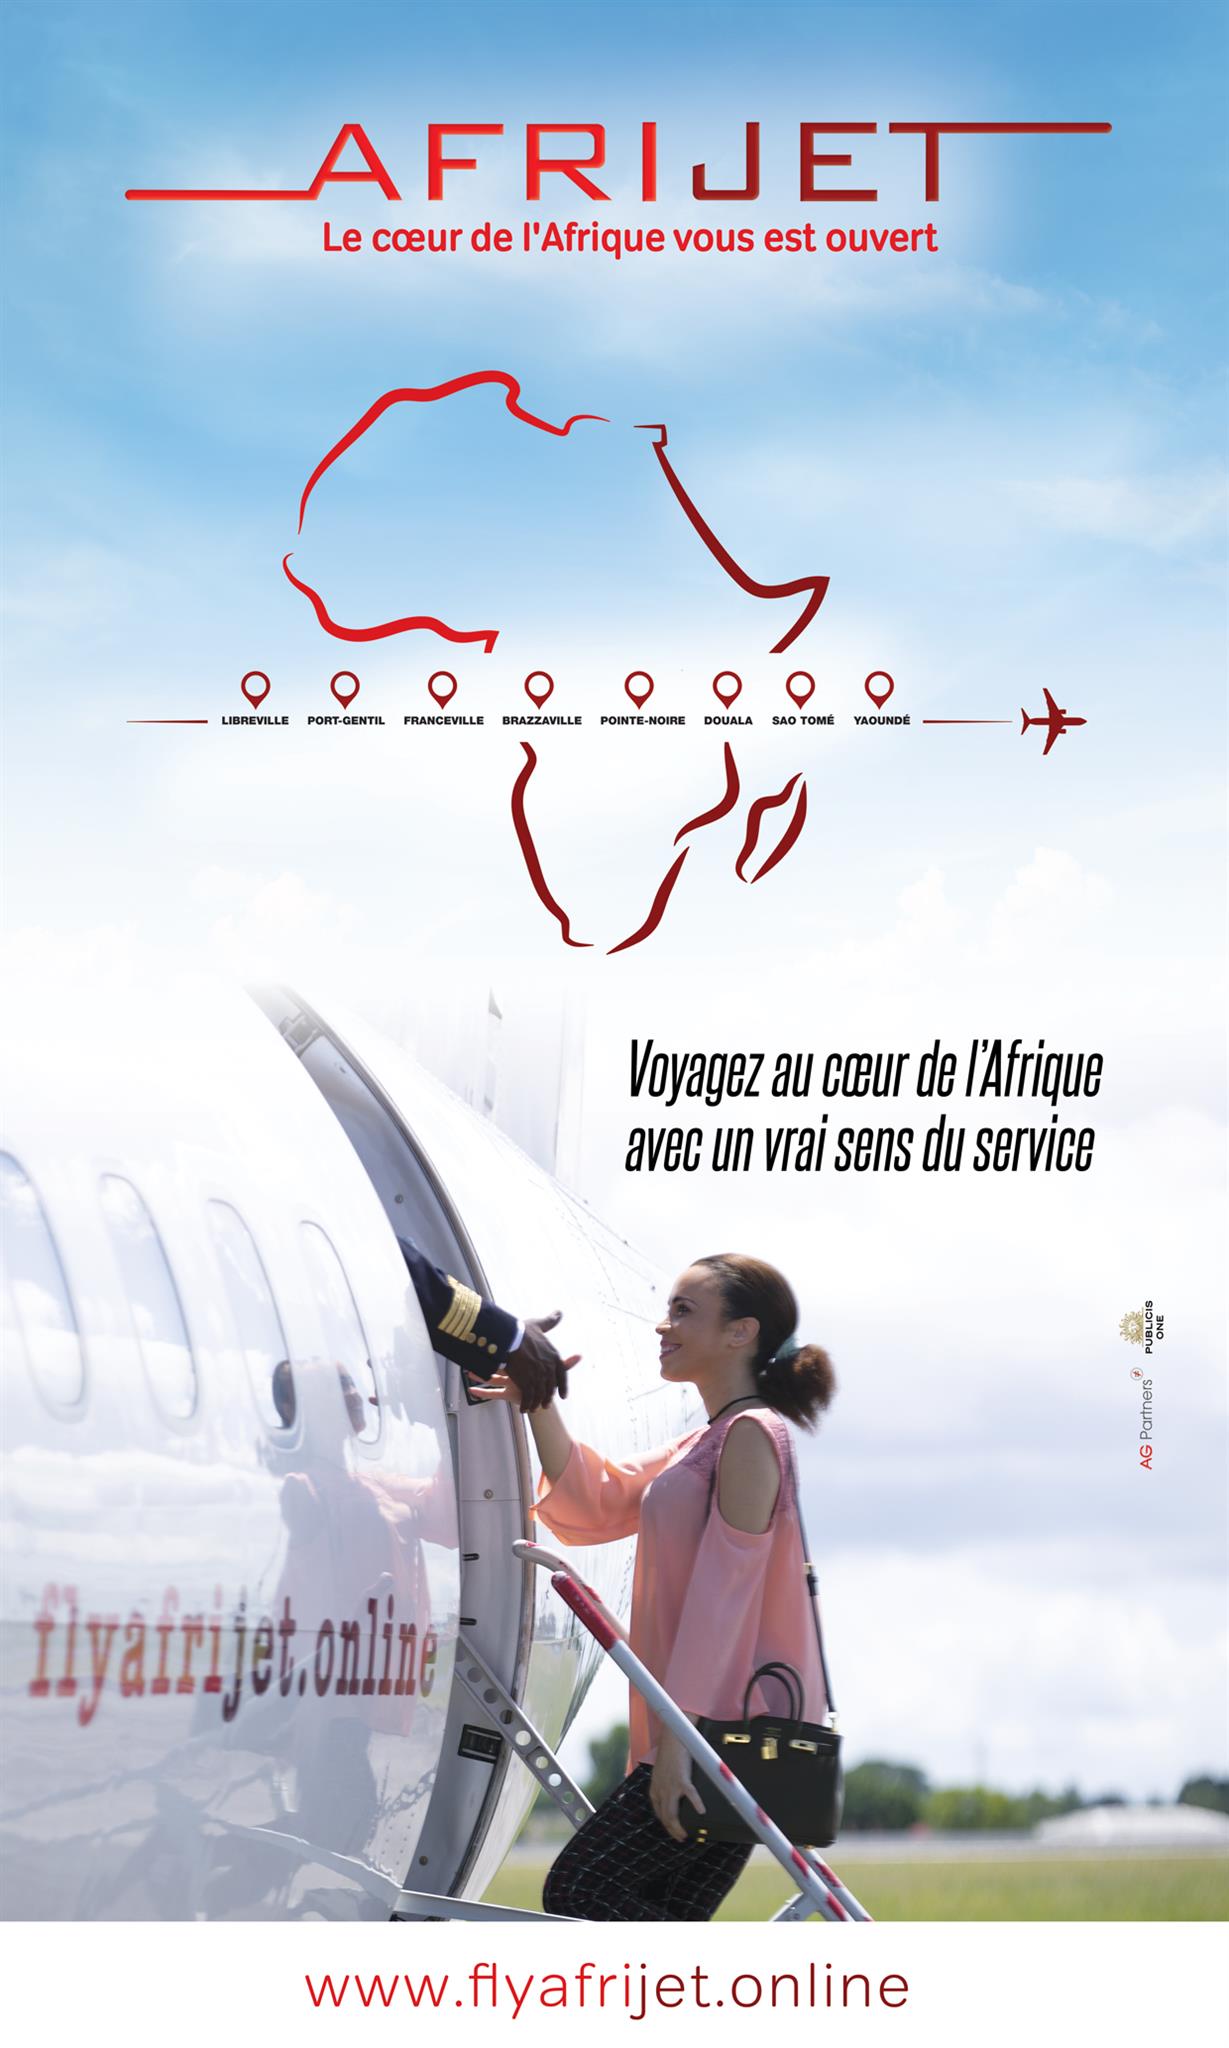 AFRIJET
Le cœur de l'Afrique vous est ouvert
LIBREVILLE PORT-GENTIL FRANCEVILLE BRAZZAVILLE POINTE-NOIRE DOUALA SAO TOMÉ YAOUNDÉ
Voyagez au cœur de l’Afrique
avec un vrai sens du service
PUBLICIS
ONE
AG Partners
flyafrijet.online
www.flyafrijet.online